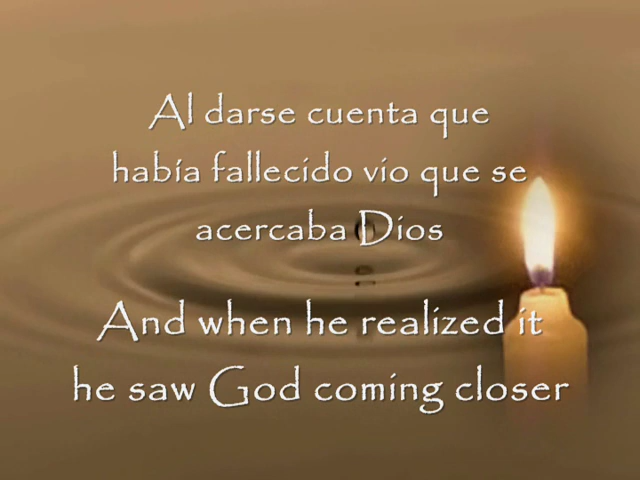 Al darse cuenta que
había fallecido vio que se
acercaba Dios
And when he realized it
he saw God coming closer